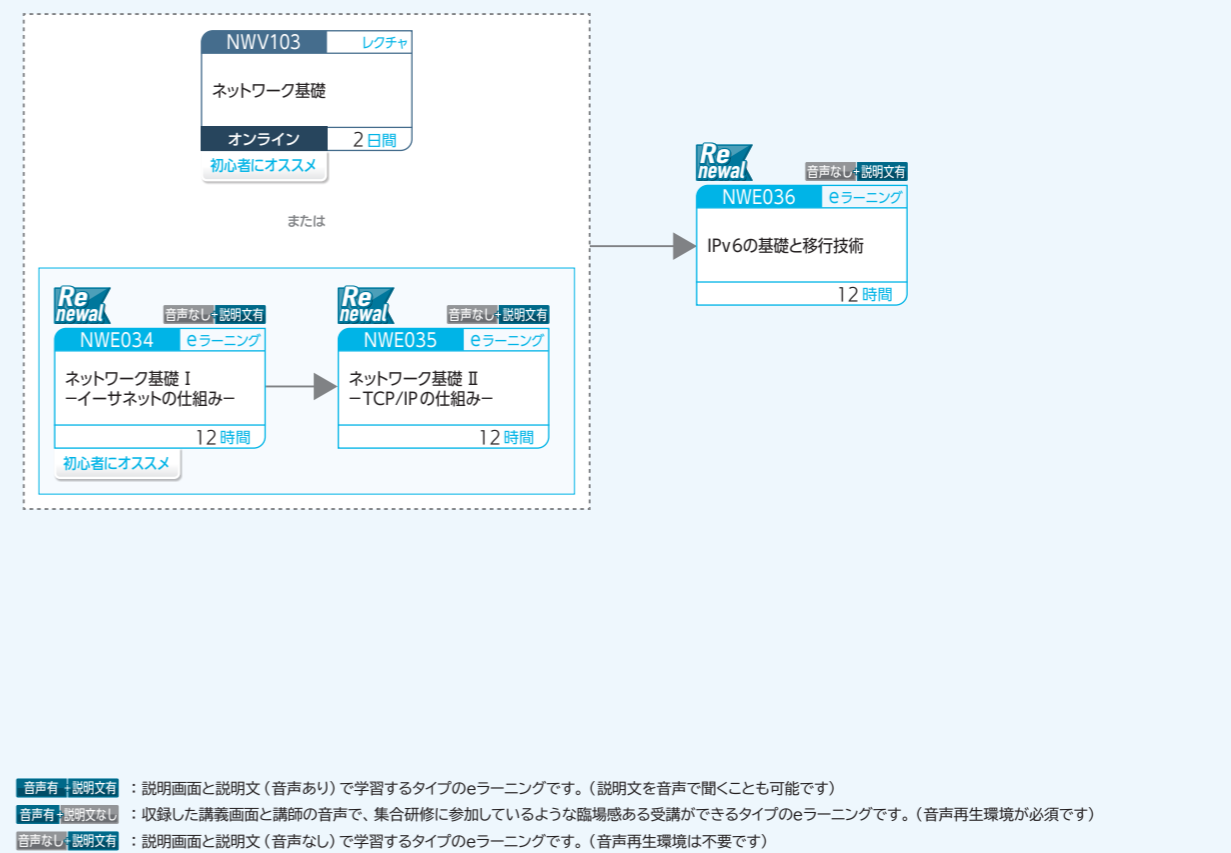 NWV103 レクチャ
ネットワーク基礎
オンライン 2日間
初心者にオススメ
または
Renewal
音声なし+説明文有
NWE034 eラーニング
ネットワーク基礎 Ⅰ
−イーサネットの仕組み−
12時間
初心者にオススメ
Renewal
音声なし+説明文有
NWE035 eラーニング
ネットワーク基礎 Ⅱ
−TCP/IPの仕組み−
12時間
Renewal
音声なし+説明文有
NWE036 eラーニング
IPv6の基礎と移行技術
12時間
音声有+説明文有 ：説明画面と説明文（音声あり）で学習するタイプのeラーニングです。（説明文を音声で聞くことも可能です）
音声有+説明文なし ：収録した講義画面と講師の音声で、集合研修に参加しているような臨場感ある受講ができるタイプのeラーニングです。（音声再生環境が必須です）
音声なし+説明文有 ：説明画面と説明文（音声なし）で学習するタイプのeラーニングです。（音声再生環境は不要です）